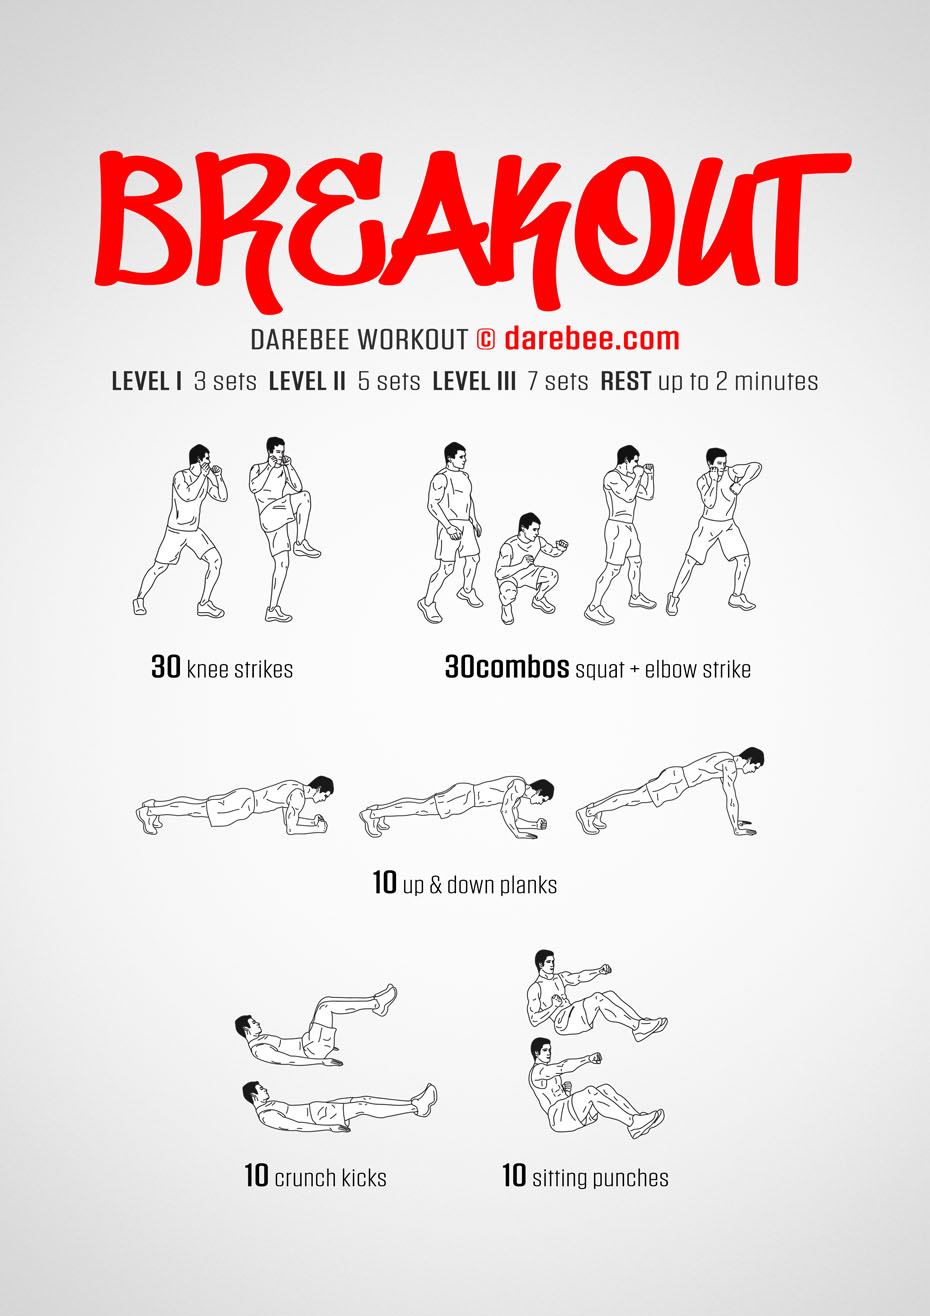 BREAKOUT
DAREBEE WORKOUT © darebee.com
LEVEL I 3 sets LEVEL II 5 sets LEVEL III 7 sets REST up to 2 minutes
30 knee strikes
30combos squat + elbow strike
10 up & down planks
10 crunch kicks
10 sitting punches